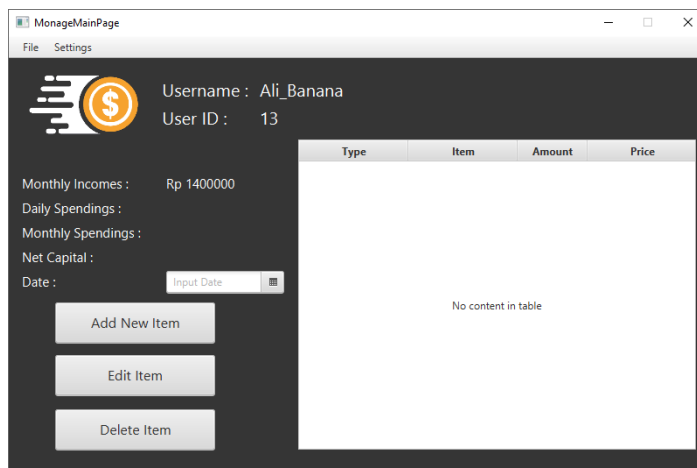 MonageMainPage
File Settings
$
Username : Ali_Banana
User ID : 13
Type Item Amount Price
Monthly Incomes : Rp 1400000
Daily Spendings :
Monthly Spendings :
Net Capital :
Date : Input Date
No content in table
Add New Item
Edit Item
Delete Item